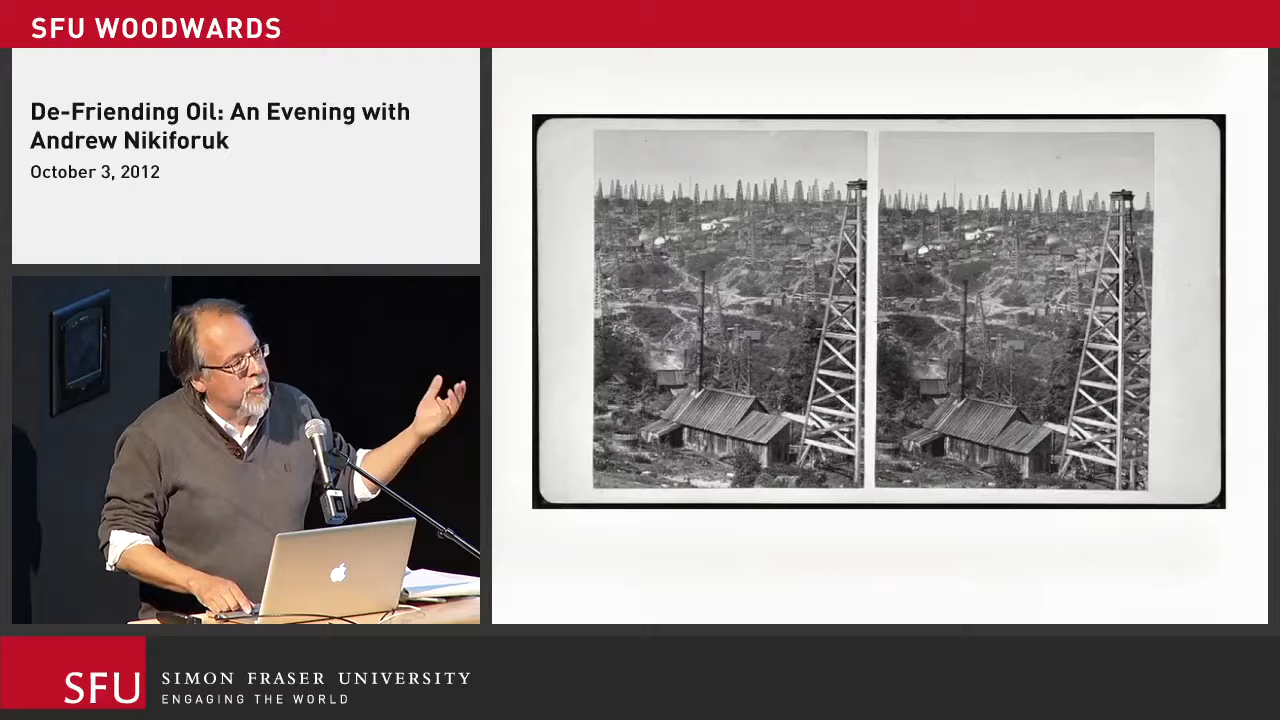 SFU WOODWARDS
De-Friending Oil: An Evening with
Andrew Nikiforuk
October 3, 2012
SFU
SIMON FRASER UNIVERSITY
ENGAGING THE WORLD